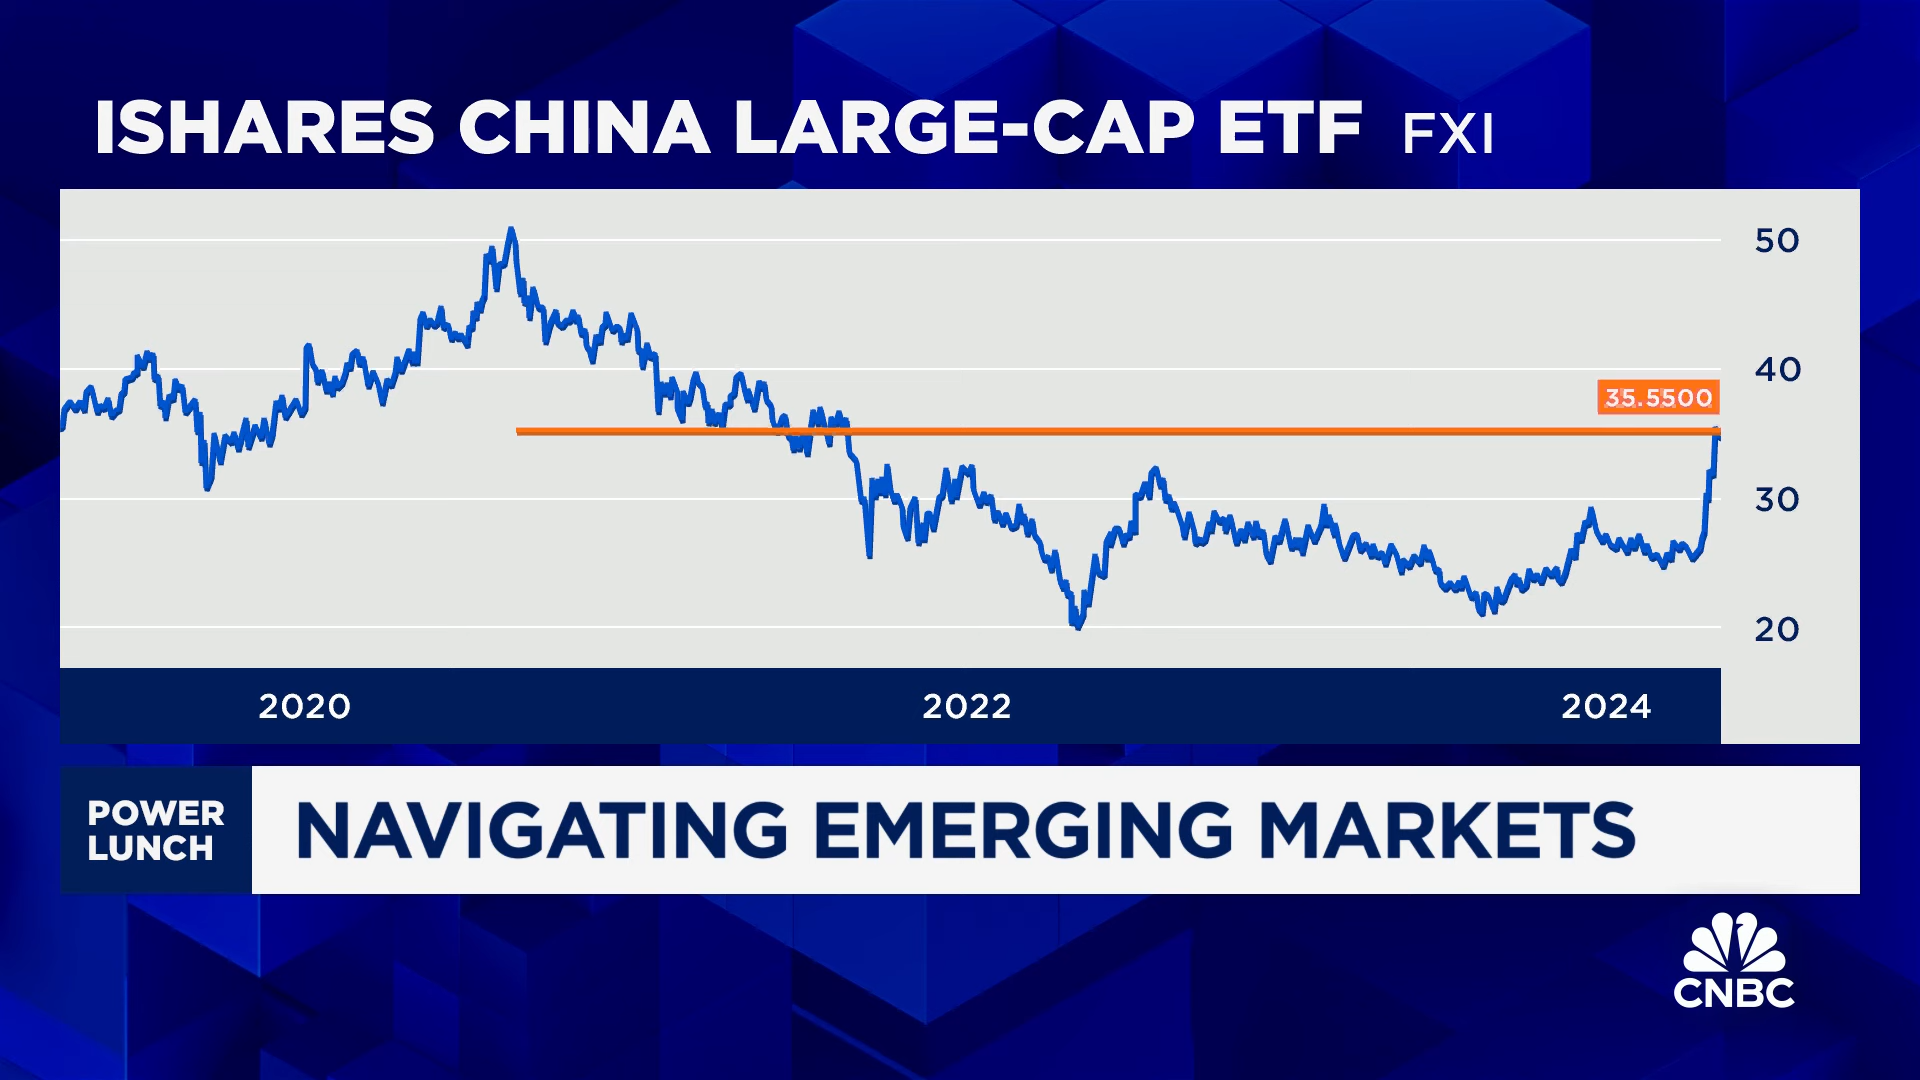 ISHARES CHINA LARGE-CAP ETF FXI
50
40
35.5500
30
20
2020 2022 2024
POWER
LUNCH
NAVIGATING EMERGING MARKETS
CNBC